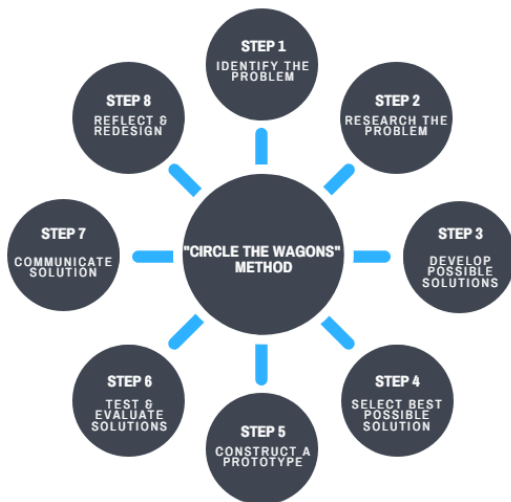 STEP 1
IDENTIFY THE
PROBLEM
STEP 2
RESEARCH THE
PROBLEM
STEP 3
DEVELOP
POSSIBLE
SOLUTIONS
STEP 4
SELECT BEST
POSSIBLE
SOLUTION
STEP 5
CONSTRUCT A
PROTOTYPE
STEP 6
TEST &
EVALUATE
SOLUTIONS
STEP 7
COMMUNICATE
SOLUTION
STEP 8
REFLECT &
REDESIGN
"CIRCLE THE WAGONS"
METHOD